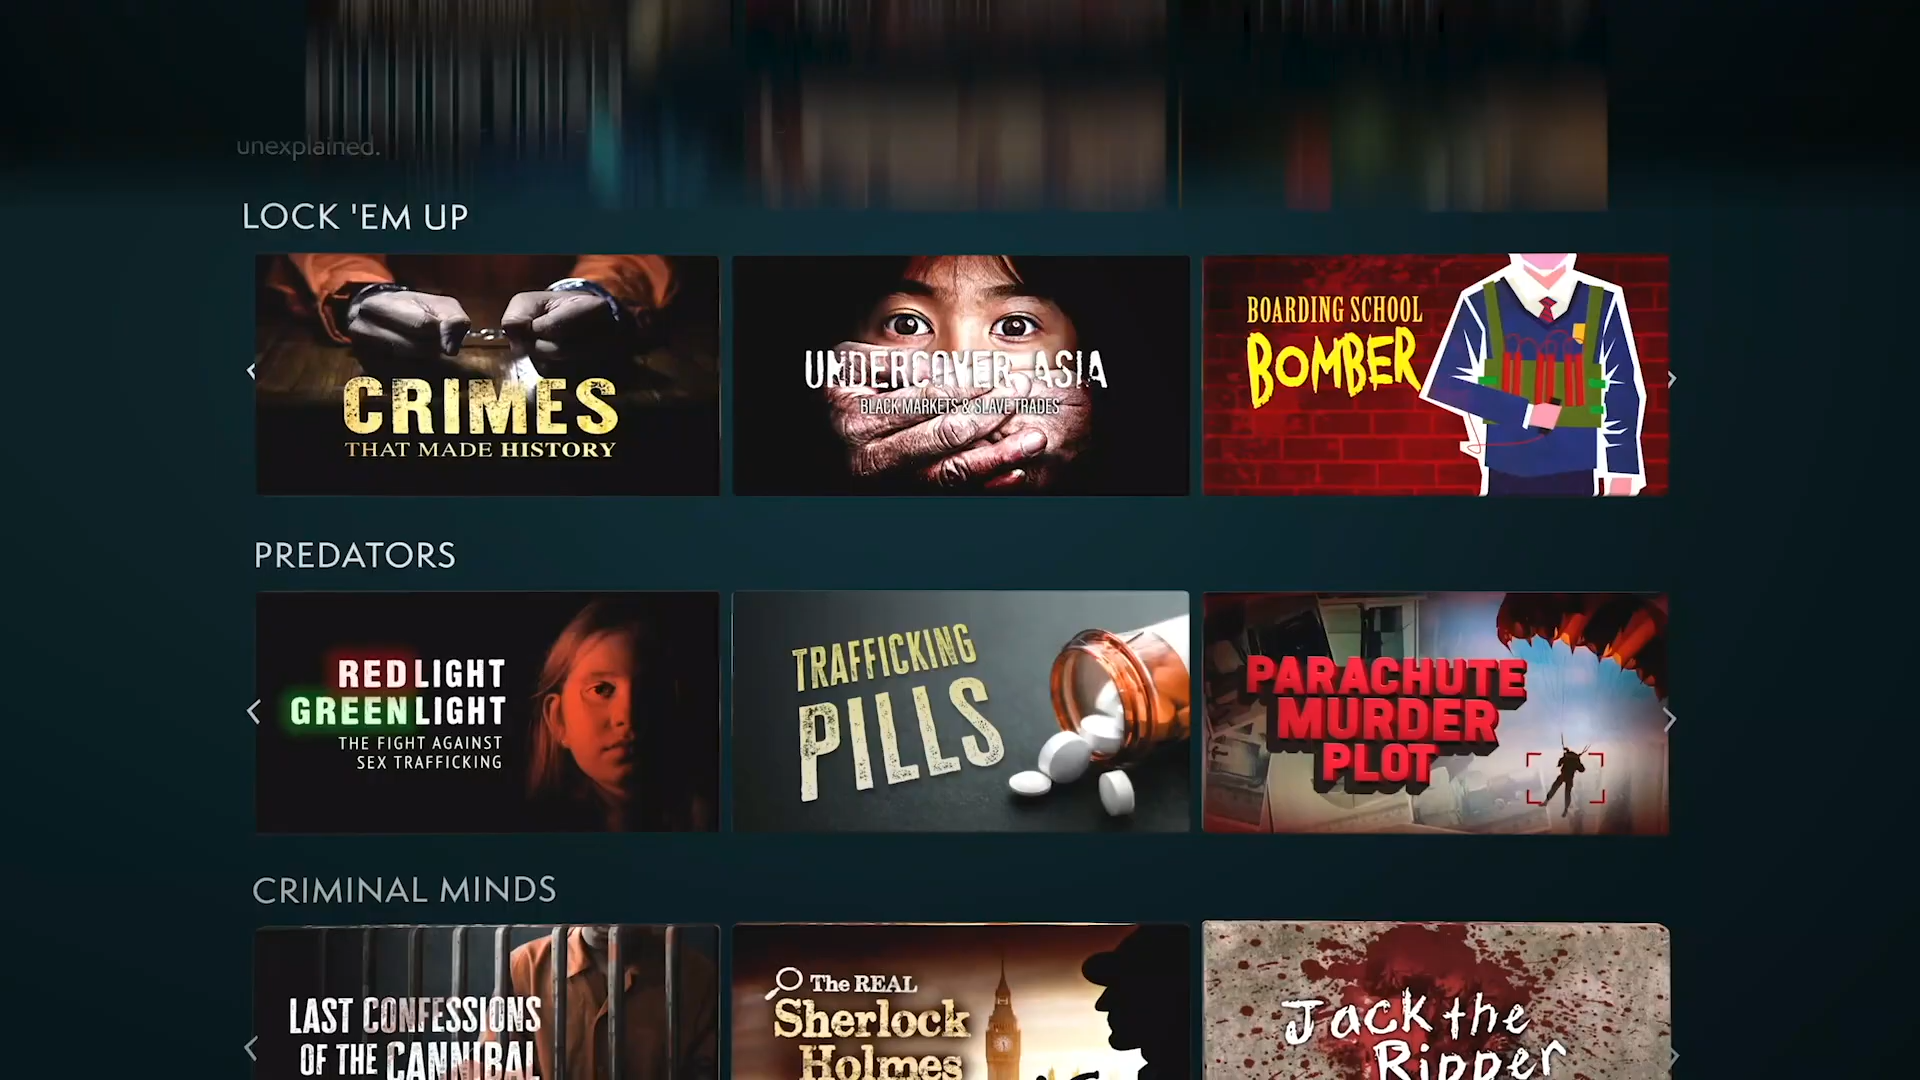 unexplained.
LOCK 'EM UP
CRIMES
THAT MADE HISTORY
UNDERCOVER ASIA
BLACK MARKETS & SLAVE TRADES
BOARDING SCHOOL
BOMBER
PREDATORS
RED LIGHT
GREEN LIGHT
THE FIGHT AGAINST
SEX TRAFFICKING
TRAFFICKING
PILLS
PARACHUTE
MURDER
PLOT
CRIMINAL MINDS
LAST CONFESSIONS
OF THE CANNIBAL
The REAL
Sherlock
Holmes
Jack the
Ripper